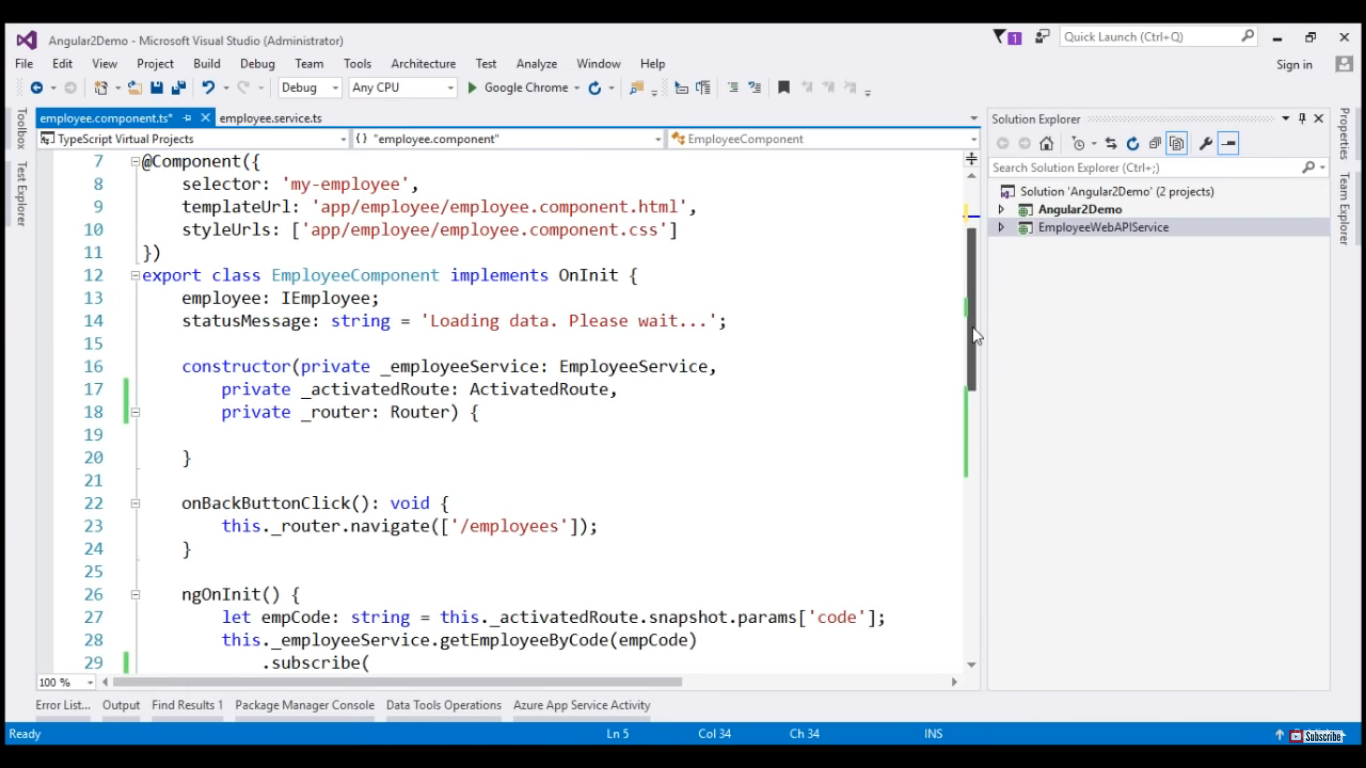 Angular2Demo - Microsoft Visual Studio (Administrator)
1
Quick Launch (Ctrl+Q)
File Edit View Project Build Debug Team Tools Architecture Test Analyze Window Help
Sign in
Debug Any CPU Google Chrome
Toolbox
Test Explorer
employee.component.ts* employee.service.ts
TypeScript Virtual Projects {} "employee.component" EmployeeComponent
7 @Component({
8 selector: 'my-employee',
9 templateUrl: 'app/employee/employee.component.html',
10 styleUrls: ['app/employee/employee.component.css']
11 })
12 export class EmployeeComponent implements OnInit {
13 employee: IEmployee;
14 statusMessage: string = 'Loading data. Please wait...';
15
16 constructor(private _employeeService: EmployeeService,
17 private _activatedRoute: ActivatedRoute,
18 private _router: Router) {
19
20 }
21
22 onBackButtonClick(): void {
23 this._router.navigate(['/employees']);
24 }
25
26 ngOnInit() {
27 let empCode: string = this._activatedRoute.snapshot.params['code'];
28 this._employeeService.getEmployeeByCode(empCode)
29 .subscribe(
100 %
Solution Explorer
Search Solution Explorer (Ctrl+;)
Solution 'Angular2Demo' (2 projects)
Angular2Demo
EmployeeWebAPIService
Properties
Team Explorer
Error List... Output Find Results 1 Package Manager Console Data Tools Operations Azure App Service Activity
Ready Ln 5 Col 34 Ch 34 INS
Subscribe